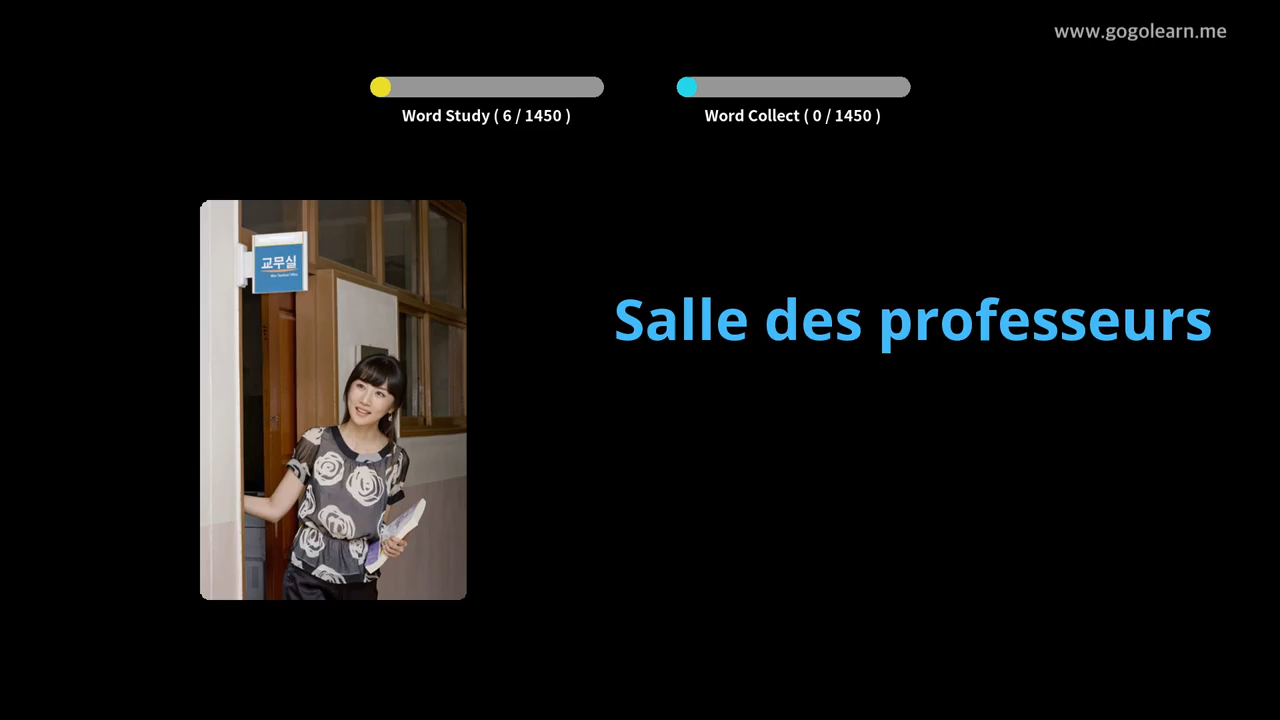 www.gogolearn.me
Word Study ( 6 / 1450 )
Word Collect ( 0 / 1450 )
교무실
Salle des professeurs